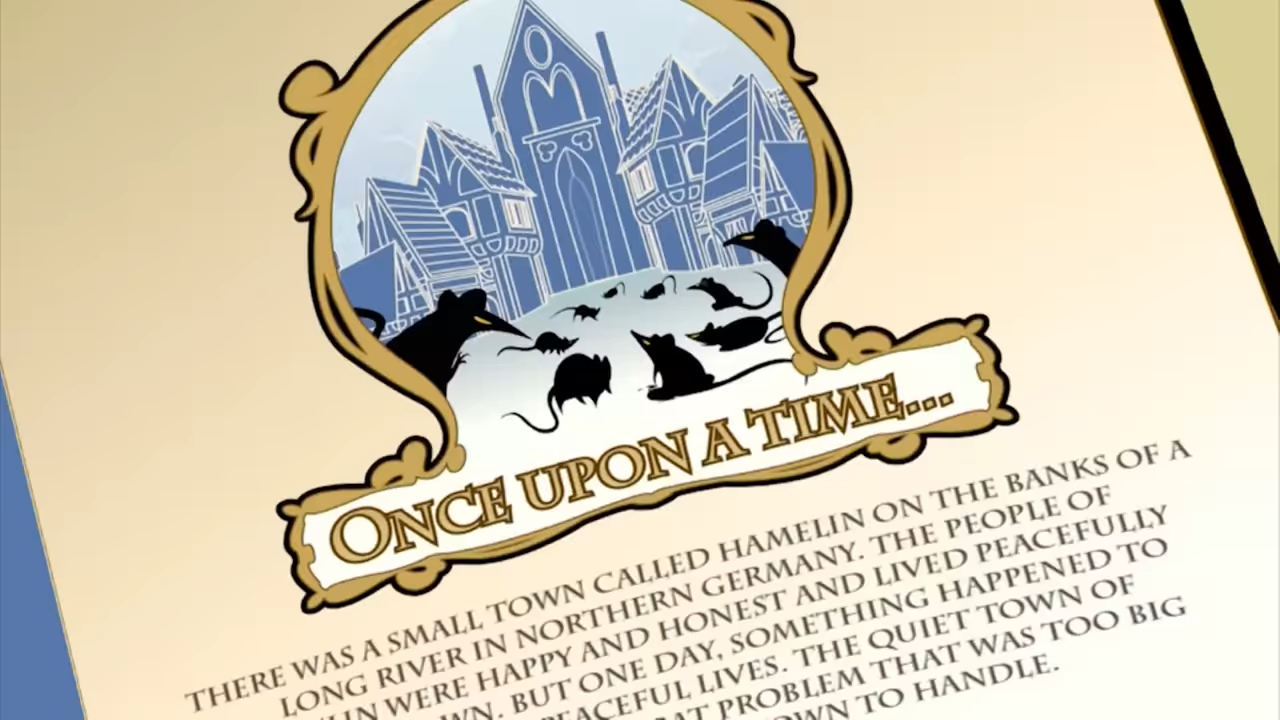 ONCE UPON A TIME...
THERE WAS A SMALL TOWN CALLED HAMELIN ON THE BANKS OF A
LONG RIVER IN NORTHERN GERMANY. THE PEOPLE OF
WERE HAPPY AND HONEST AND LIVED PEACEFULLY
BUT ONE DAY, SOMETHING HAPPENED TO
LIVES. THE QUIET TOWN OF
PROBLEM THAT WAS TOO BIG
TO HANDLE.